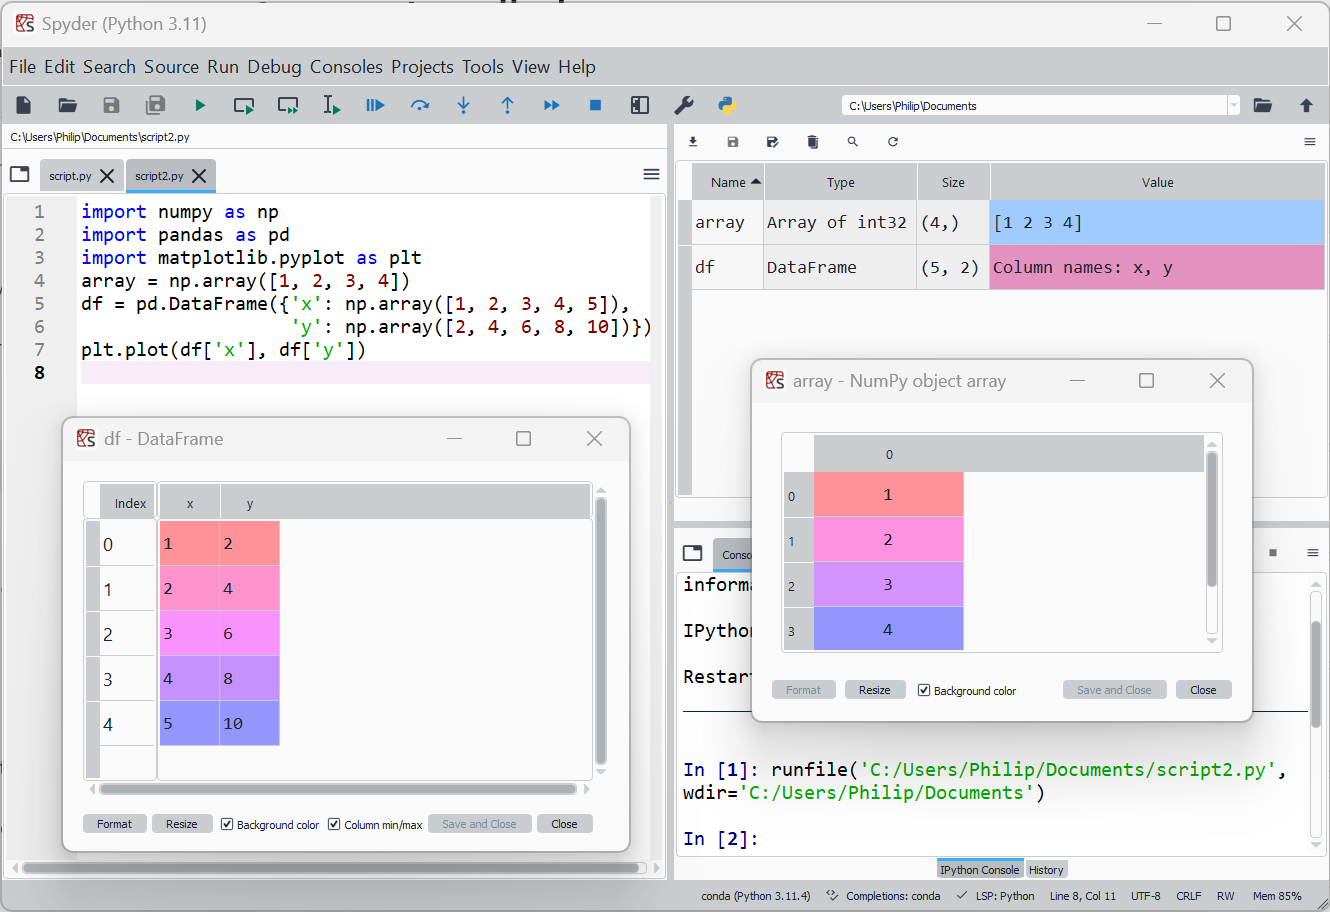 Spyder (Python 3.11)
File Edit Search Source Run Debug Consoles Projects Tools View Help
C:\Users\Philip\Documents
C:\Users\Philip\Documents\script2.py
script.py
script2.py
1 import numpy as np
2 import pandas as pd
3 import matplotlib.pyplot as plt
4 array = np.array([1, 2, 3, 4])
5 df = pd.DataFrame({'x': np.array([1, 2, 3, 4, 5]),
6 'y': np.array([2, 4, 6, 8, 10])})
7 plt.plot(df['x'], df['y'])
8
Name Type Size Value
array Array of int32 (4,) [1 2 3 4]
df DataFrame (5, 2) Column names: x, y
df - DataFrame
Index x y
0 1 2
1 2 4
2 3 6
3 4 8
4 5 10
Format Resize Background color Column min/max Save and Close Close
array - NumPy object array
0
0 1
1 2
2 3
3 4
Format Resize Background color Save and Close Close
In [1]: runfile('C:/Users/Philip/Documents/script2.py',
wdir='C:/Users/Philip/Documents')
In [2]:
IPython Console History
conda (Python 3.11.4) Completions: conda LSP: Python Line 8, Col 11 UTF-8 CRLF RW Mem 85%